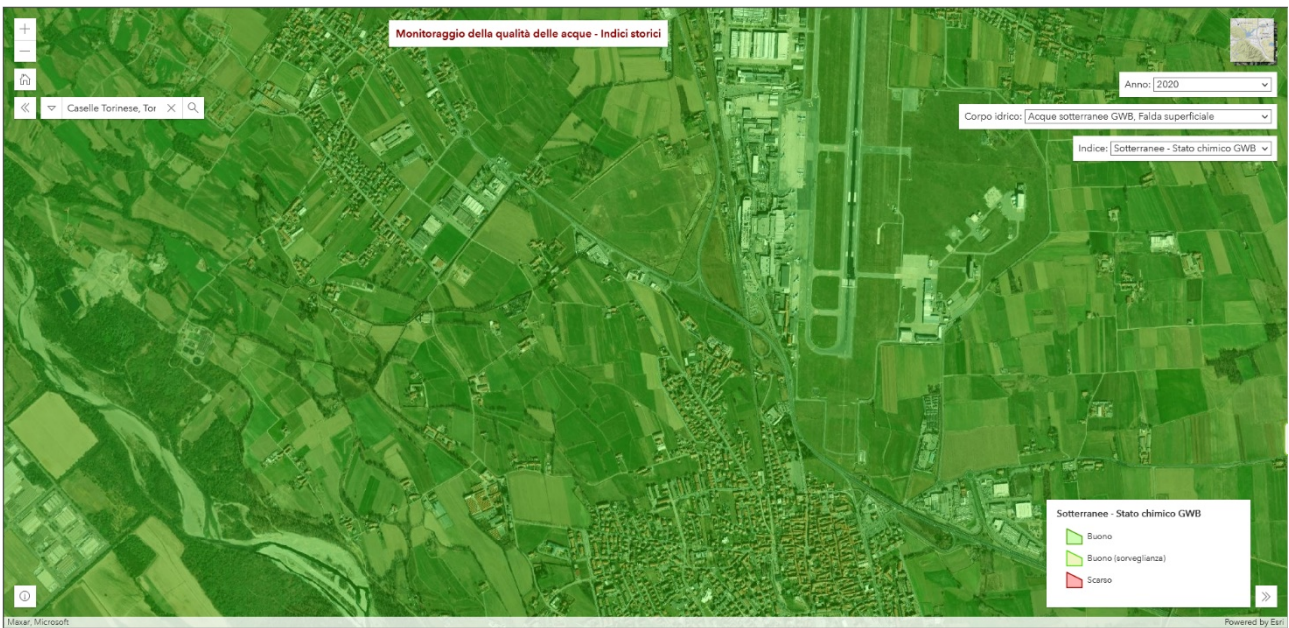 Monitoraggio della qualità delle acque - Indici storici
Anno: 2020
Caselle Torinese, Tor
Corpo idrico: Acque sotterranee GWB, Falda superficiale
Indice: Sotterranee - Stato chimico GWB
Sotterranee - Stato chimico GWB
Buono
Buono (sorveglianza)
Scarso
Maxar, Microsoft
Powered by Esri